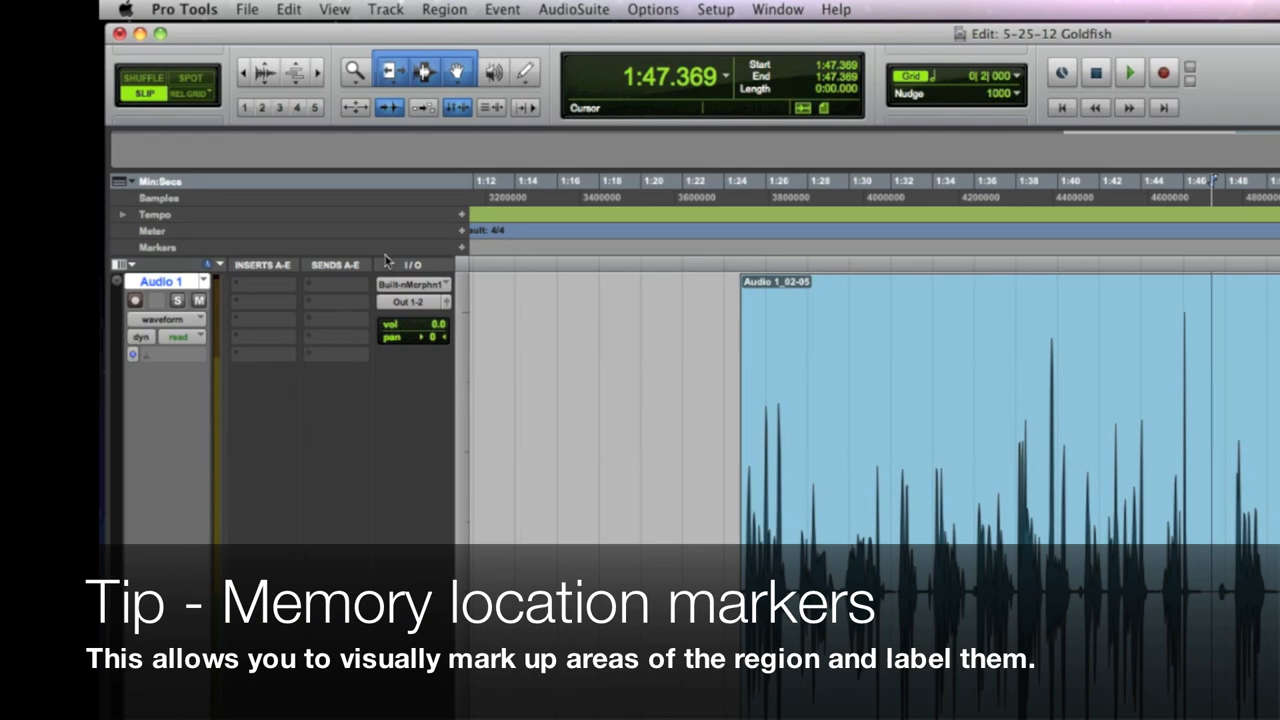 Pro Tools File Edit View Track Region Event AudioSuite Options Setup Window Help
Edit: 5-25-12 Goldfish
SHUFFLE SPOT
SLIP REL GRID
1 2 3 4 5
1:47.369
Start 1:47.369
End 1:47.369
Length 0:00.000
Cursor
Grid 0| 2| 000
Nudge 1000
Min:Secs 1:12 1:14 1:16 1:18 1:20 1:22 1:24 1:26 1:28 1:30 1:32 1:34 1:36 1:38 1:40 1:42 1:44 1:46 1:48
Samples 3200000 3400000 3600000 3800000 4000000 4200000 4400000 4600000 4800000
Tempo
Meter ault: 4/4
Markers
INSERTS A-E SENDS A-E I / O
Audio 1
S M
waveform
dyn read
Built-nMcrphn1
Out 1-2
vol 0.0
pan 0
Audio 1_02-05
Tip - Memory location markers
This allows you to visually mark up areas of the region and label them.